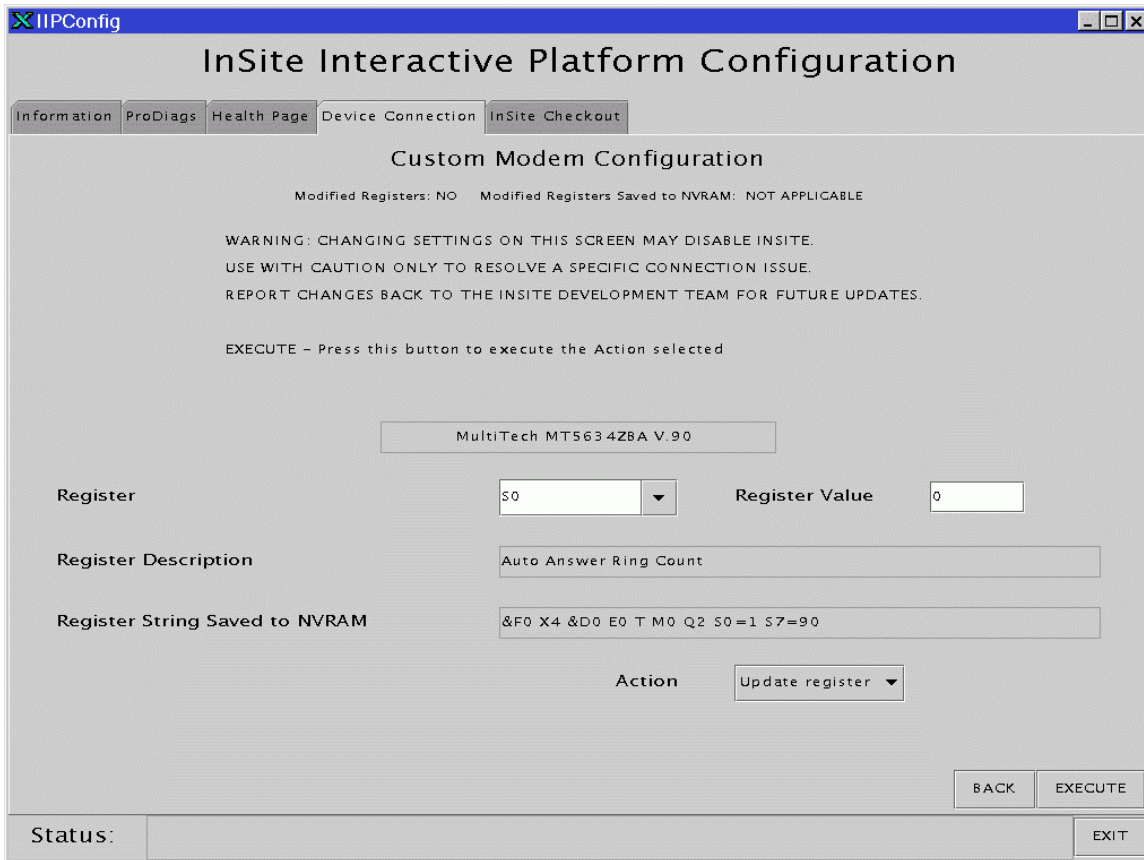 IIPConfig
InSite Interactive Platform Configuration
Information ProDiags Health Page Device Connection InSite Checkout
Custom Modem Configuration
Modified Registers: NO Modified Registers Saved to NVRAM: NOT APPLICABLE
WARNING: CHANGING SETTINGS ON THIS SCREEN MAY DISABLE INSITE.
USE WITH CAUTION ONLY TO RESOLVE A SPECIFIC CONNECTION ISSUE.
REPORT CHANGES BACK TO THE INSITE DEVELOPMENT TEAM FOR FUTURE UPDATES.
EXECUTE – Press this button to execute the Action selected
MultiTech MT5634ZBA V.90
Register S0 Register Value 0
Register Description Auto Answer Ring Count
Register String Saved to NVRAM &F0 X4 &D0 E0 T M0 Q2 S0=1 S7=90
Action Update register
BACK EXECUTE
Status: EXIT